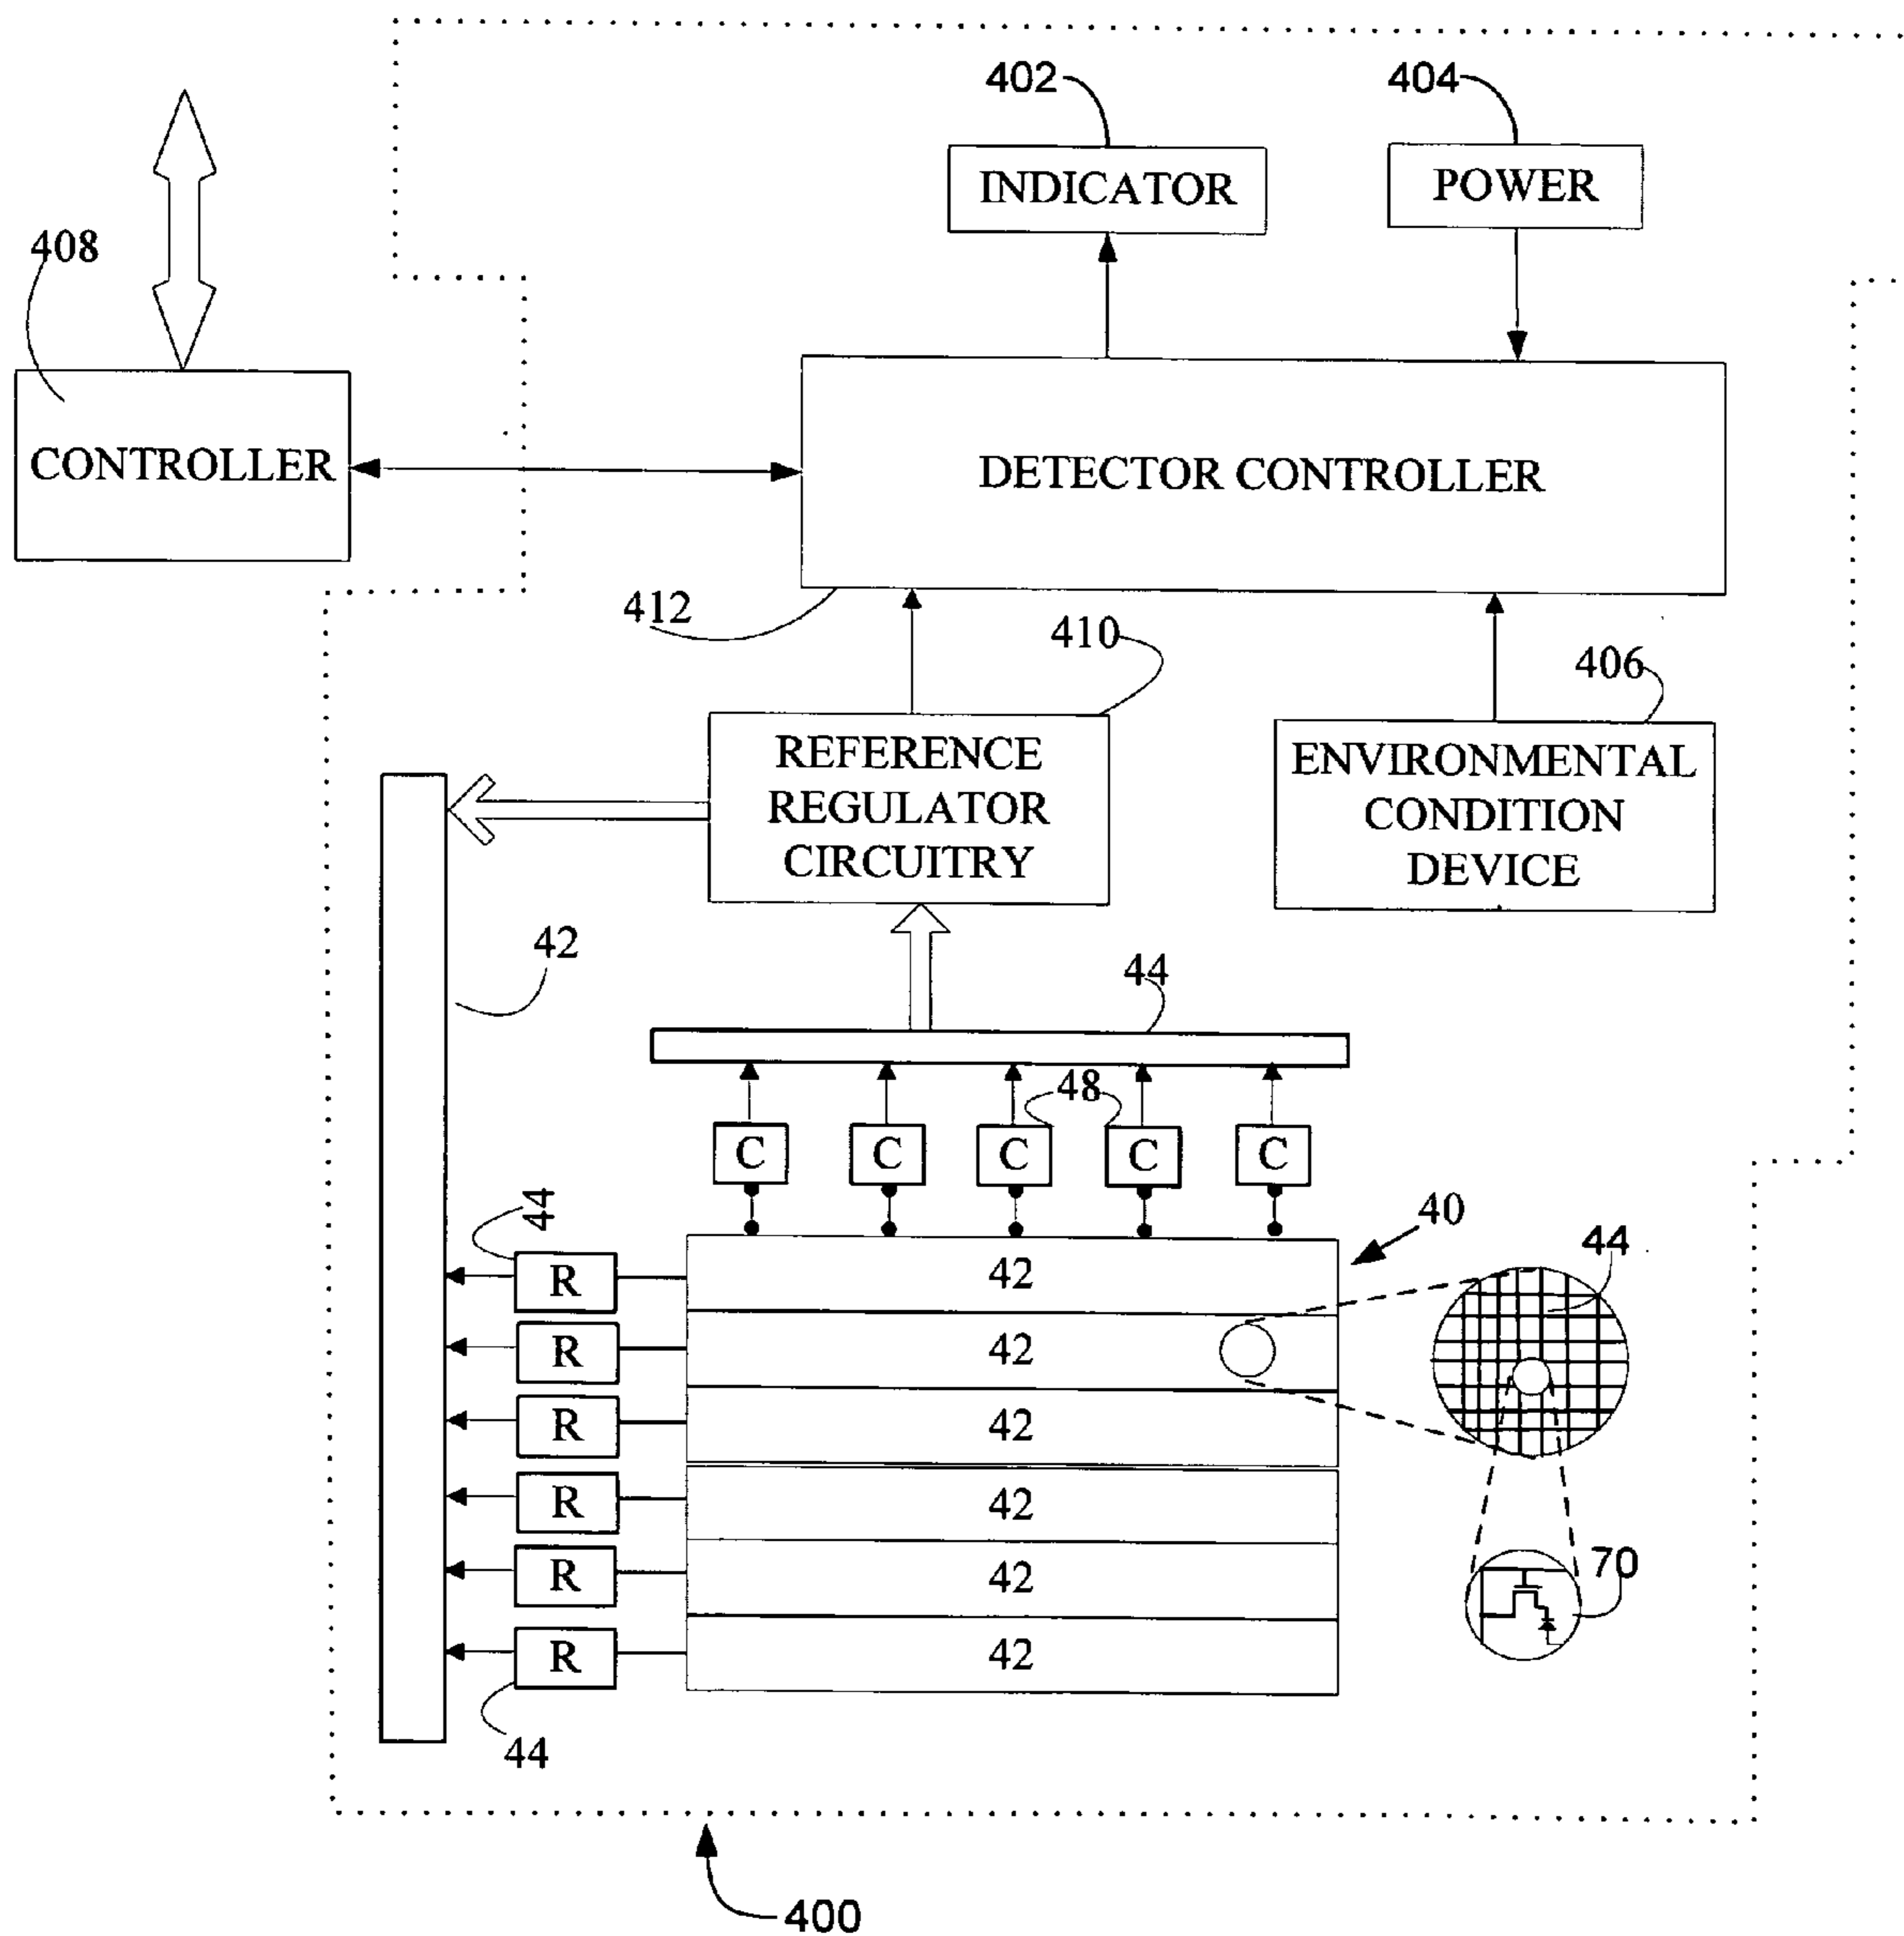 402
404
INDICATOR
POWER
408
CONTROLLER
DETECTOR CONTROLLER
412
410
406
REFERENCE
REGULATOR
CIRCUITRY
ENVIRONMENTAL
CONDITION
DEVICE
42
44
48
C
C
C
C
C
44
40
44
R
42
R
42
R
42
R
42
R
42
70
R
42
44
400